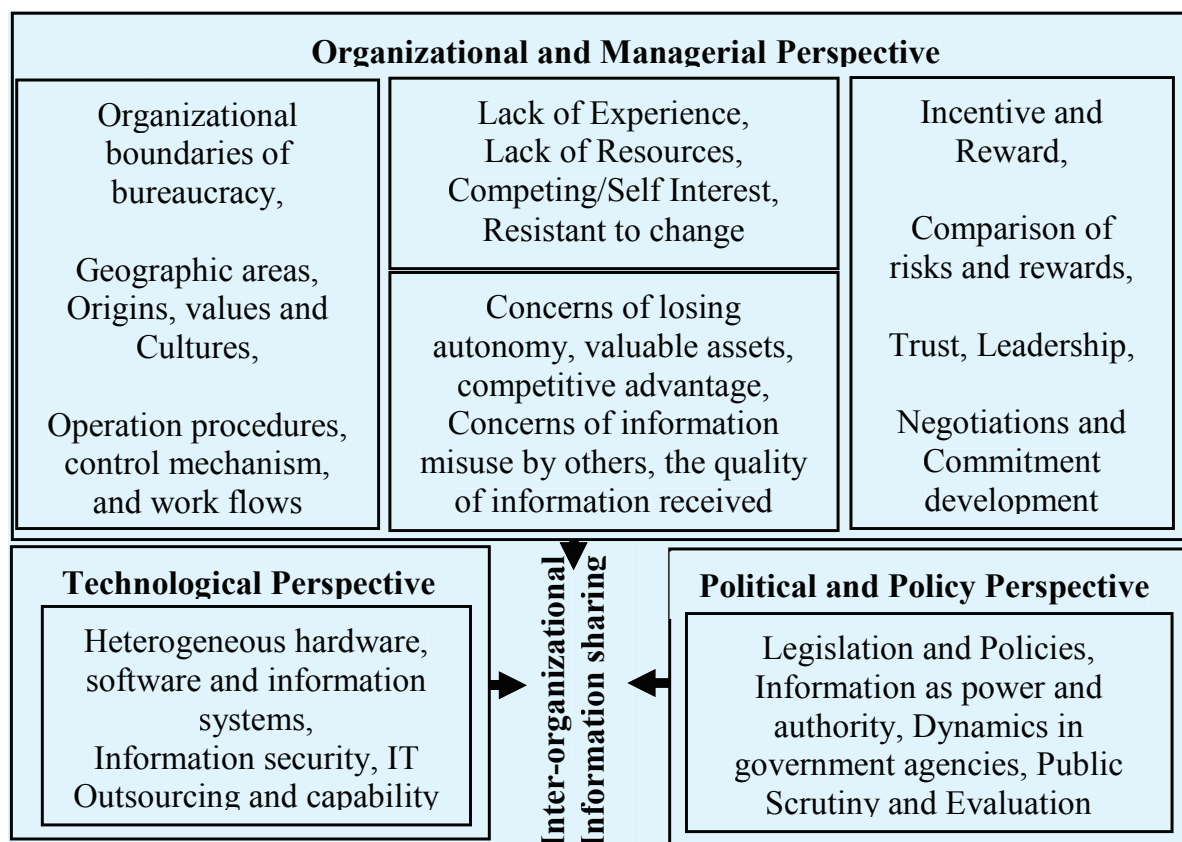 Organizational and Managerial Perspective
Organizational
boundaries of
bureaucracy,
Geographic areas,
Origins, values and
Cultures,
Operation procedures,
control mechanism,
and work flows
Lack of Experience,
Lack of Resources,
Competing/Self Interest,
Resistant to change
Concerns of losing
autonomy, valuable assets,
competitive advantage,
Concerns of information
misuse by others, the quality
of information received
Incentive and
Reward,
Comparison of
risks and rewards,
Trust, Leadership,
Negotiations and
Commitment
development
Technological Perspective
Heterogeneous hardware,
software and information
systems,
Information security, IT
Outsourcing and capability
Inter-organizational
Information sharing
Political and Policy Perspective
Legislation and Policies,
Information as power and
authority, Dynamics in
government agencies, Public
Scrutiny and Evaluation